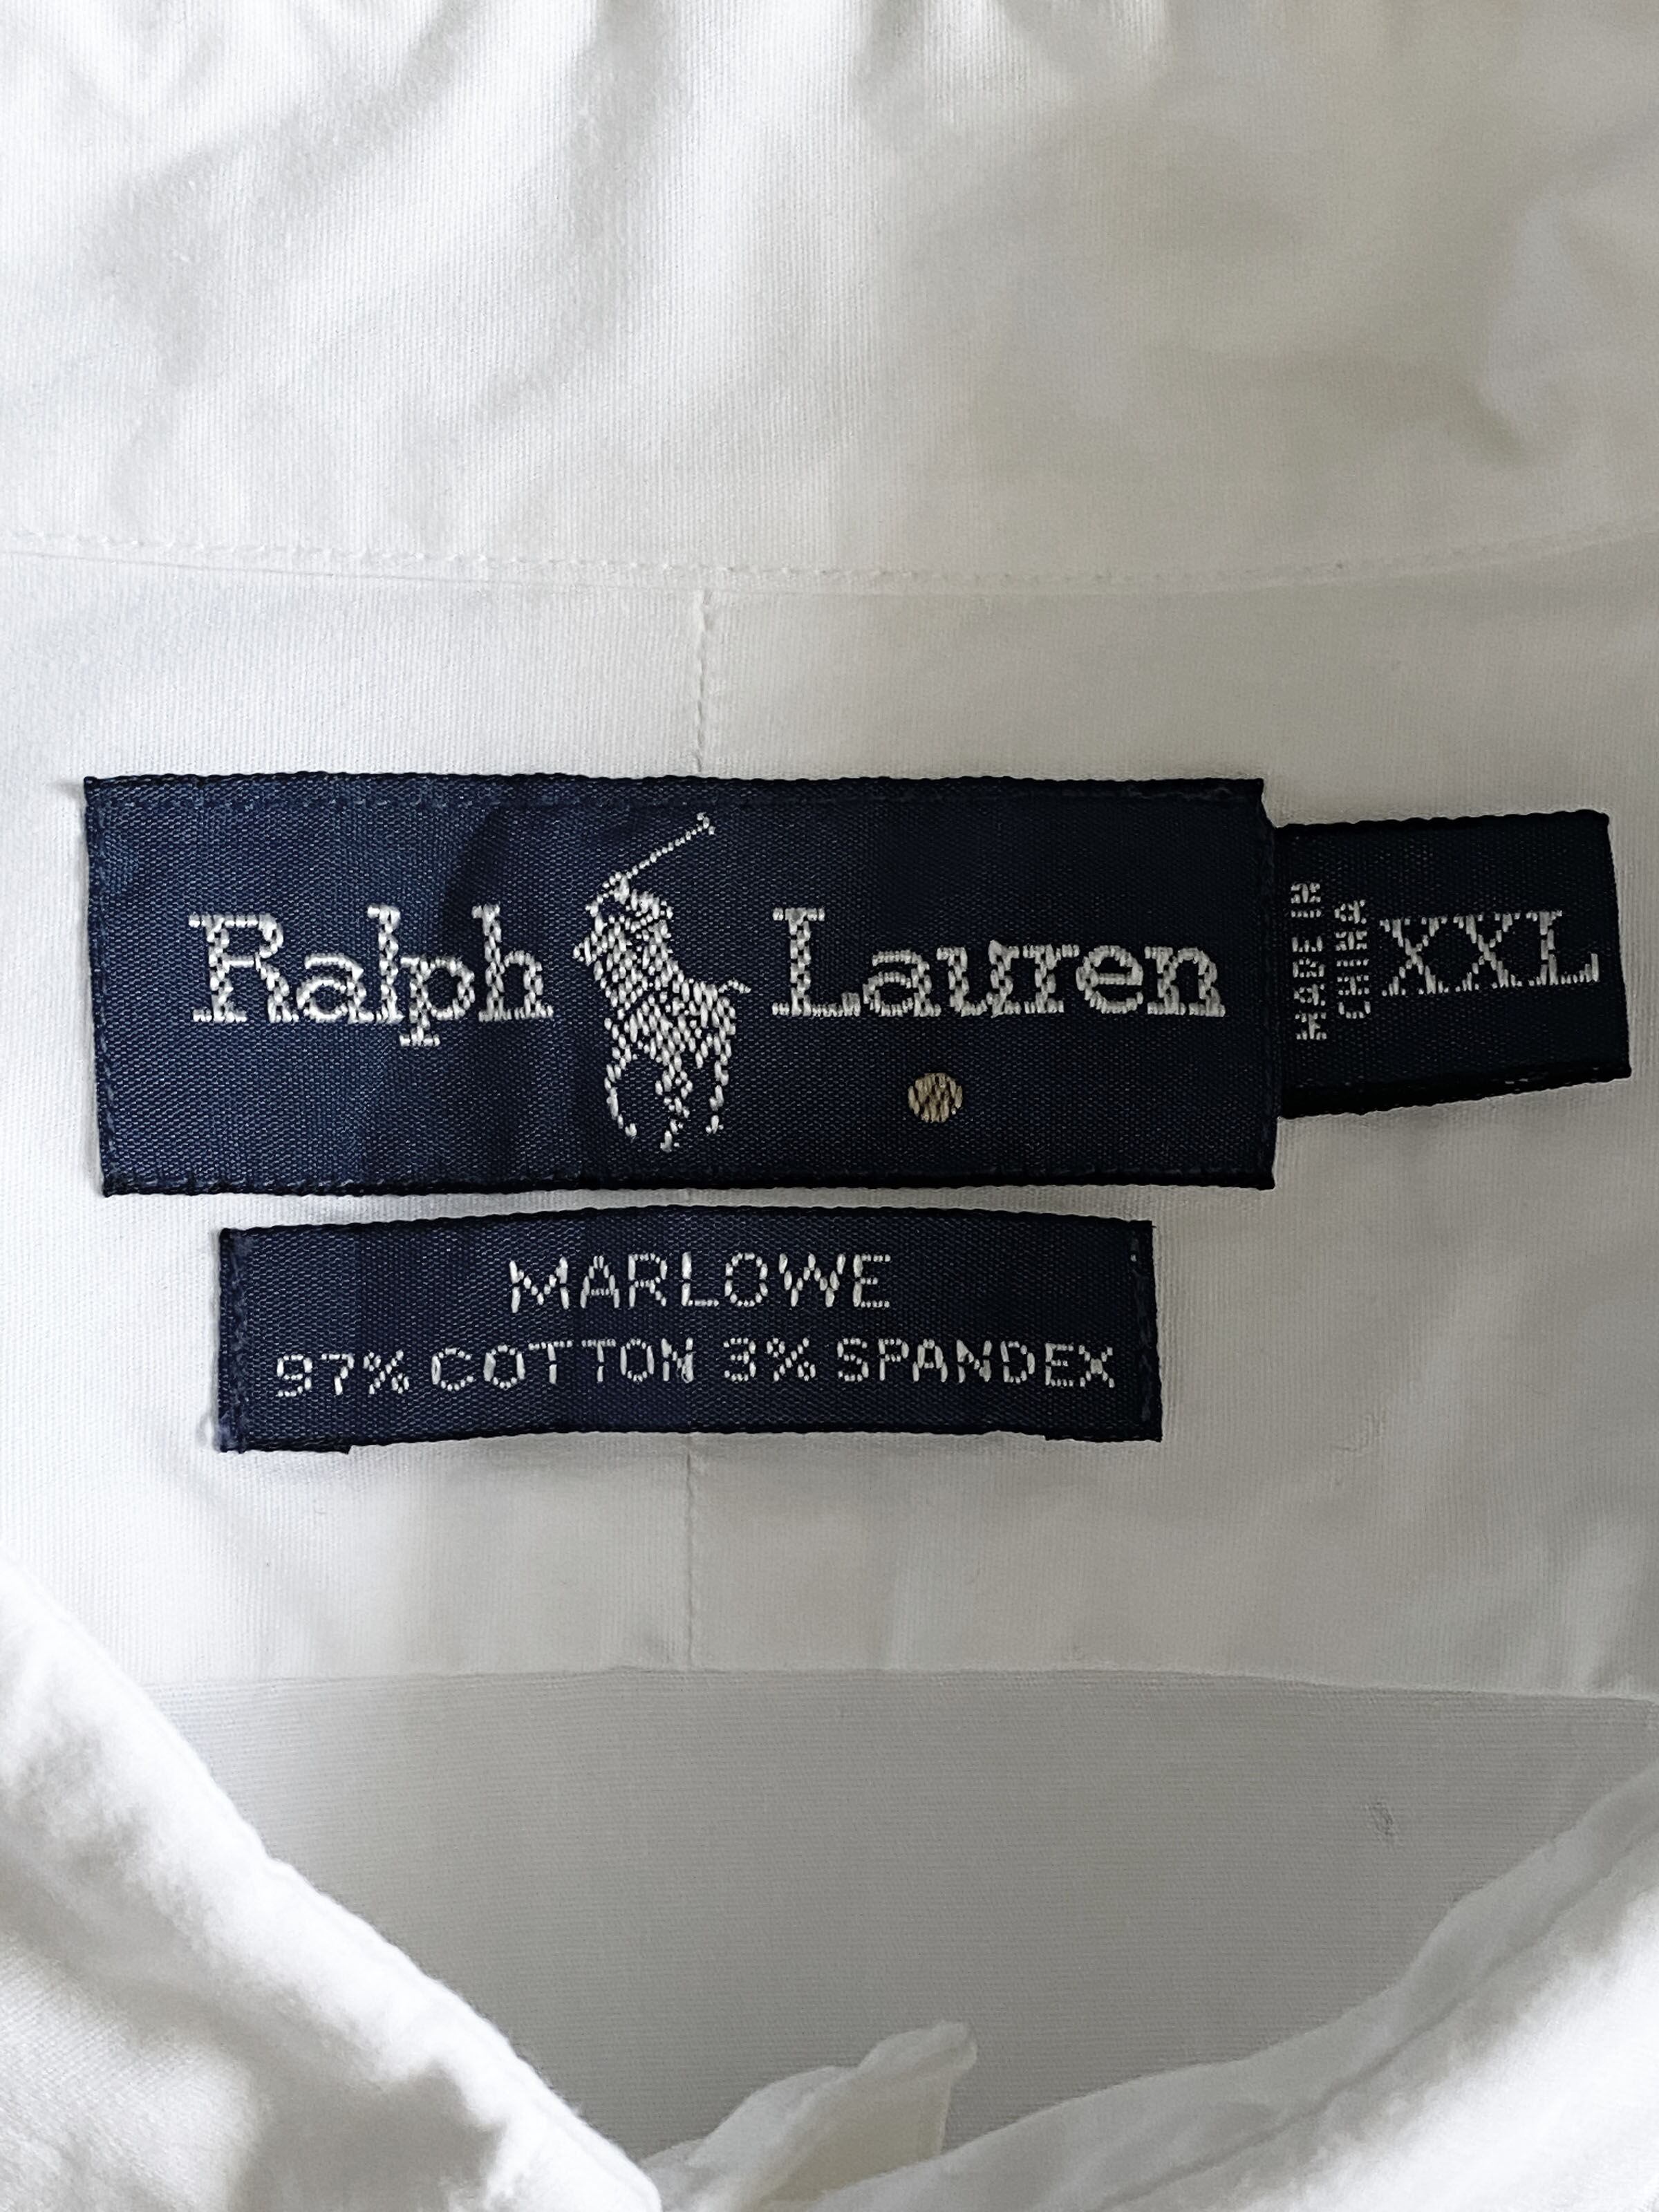 Ralph Lauren
MADE IN
CHINA
XXL
MARLOWE
97% COTTON 3% SPANDEX